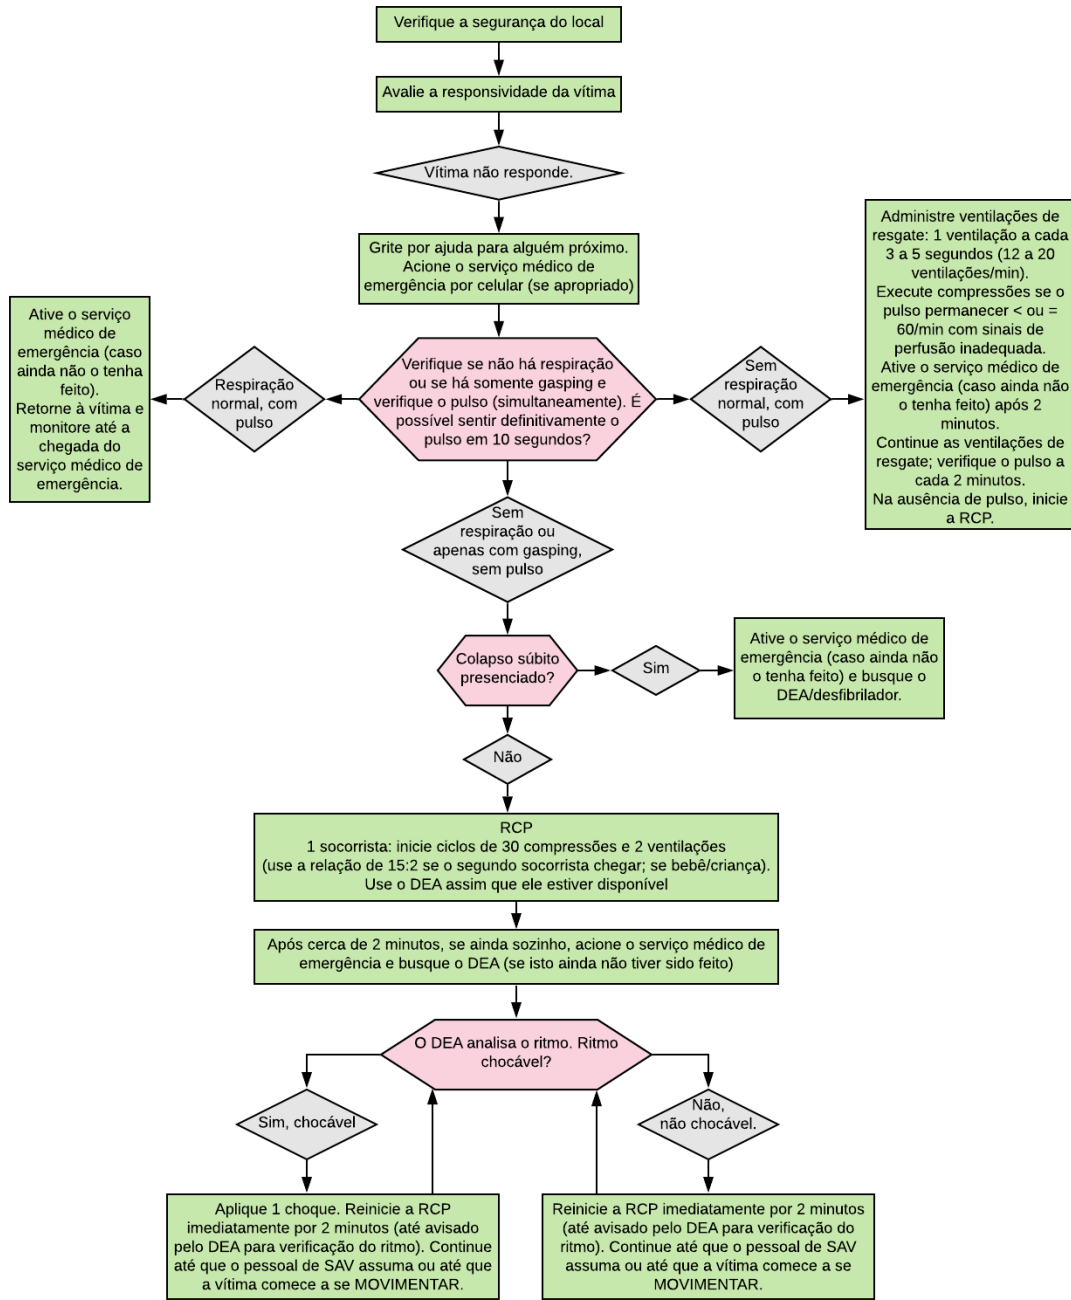 Verifique a segurança do local
Avalie a responsividade da vítima
Vítima não responde.
Grite por ajuda para alguém próximo.
Acione o serviço médico de
emergência por celular (se apropriado)
Verifique se não há respiração
ou se há somente gasping e
verifique o pulso (simultaneamente). É
possível sentir definitivamente o
pulso em 10 segundos?
Respiração
normal, com
pulso
Ative o serviço
médico de
emergência (caso
ainda não o tenha
feito).
Retorne à vítima e
monitore até a
chegada do
serviço médico de
emergência.
Sem
respiração
normal, com
pulso
Administre ventilações de
resgate: 1 ventilação a cada
3 a 5 segundos (12 a 20
ventilações/min).
Execute compressões se o
pulso permanecer < ou =
60/min com sinais de
perfusão inadequada.
Ative o serviço médico de
emergência (caso ainda não
o tenha feito) após 2
minutos.
Continue as ventilações de
resgate; verifique o pulso a
cada 2 minutos.
Na ausência de pulso, inicie
a RCP.
Sem
respiração ou
apenas com gasping,
sem pulso
Colapso súbito
presenciado?
Sim
Ative o serviço médico de
emergência (caso ainda não
o tenha feito) e busque o
DEA/desfibrilador.
Não
RCP
1 socorrista: inicie ciclos de 30 compressões e 2 ventilações
(use a relação de 15:2 se o segundo socorrista chegar; se bebê/criança).
Use o DEA assim que ele estiver disponível
Após cerca de 2 minutos, se ainda sozinho, acione o serviço médico de
emergência e busque o DEA (se isto ainda não tiver sido feito)
O DEA analisa o ritmo. Ritmo
chocável?
Sim, chocável
Não,
não chocável.
Aplique 1 choque. Reinicie a RCP
imediatamente por 2 minutos (até avisado
pelo DEA para verificação do ritmo). Continue
até que o pessoal de SAV assuma ou até que
a vítima comece a se MOVIMENTAR.
Reinicie a RCP imediatamente por 2 minutos
(até avisado pelo DEA para verificação do
ritmo). Continue até que o pessoal de SAV
assuma ou até que a vítima comece a se
MOVIMENTAR.